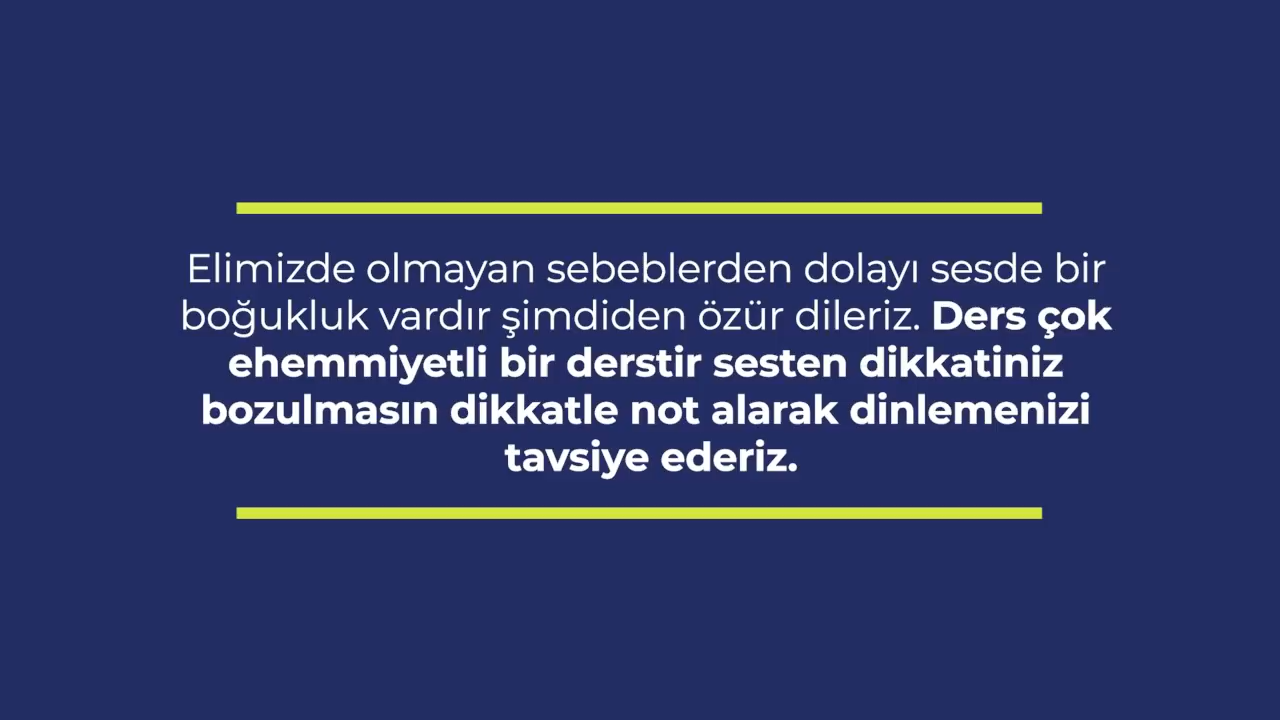 Elimizde olmayan sebeblerden dolayı sesde bir
boğukluk vardır şimdiden özür dileriz. Ders çok
ehemmiyetli bir derstir sesten dikkatiniz
bozulmasın dikkatle not alarak dinlemenizi
tavsiye ederiz.